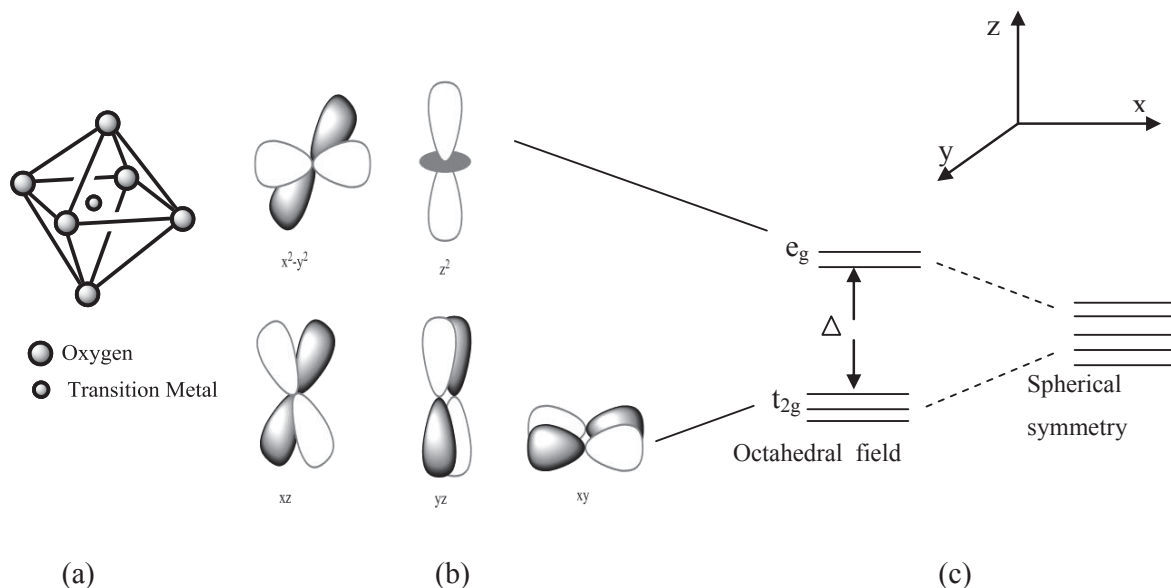 z
x
y
x²-y²
z²
e_g
Δ
Oxygen
Transition Metal
t_2g
Spherical
symmetry
Octahedral field
xz
yz
xy
(a)
(b)
(c)